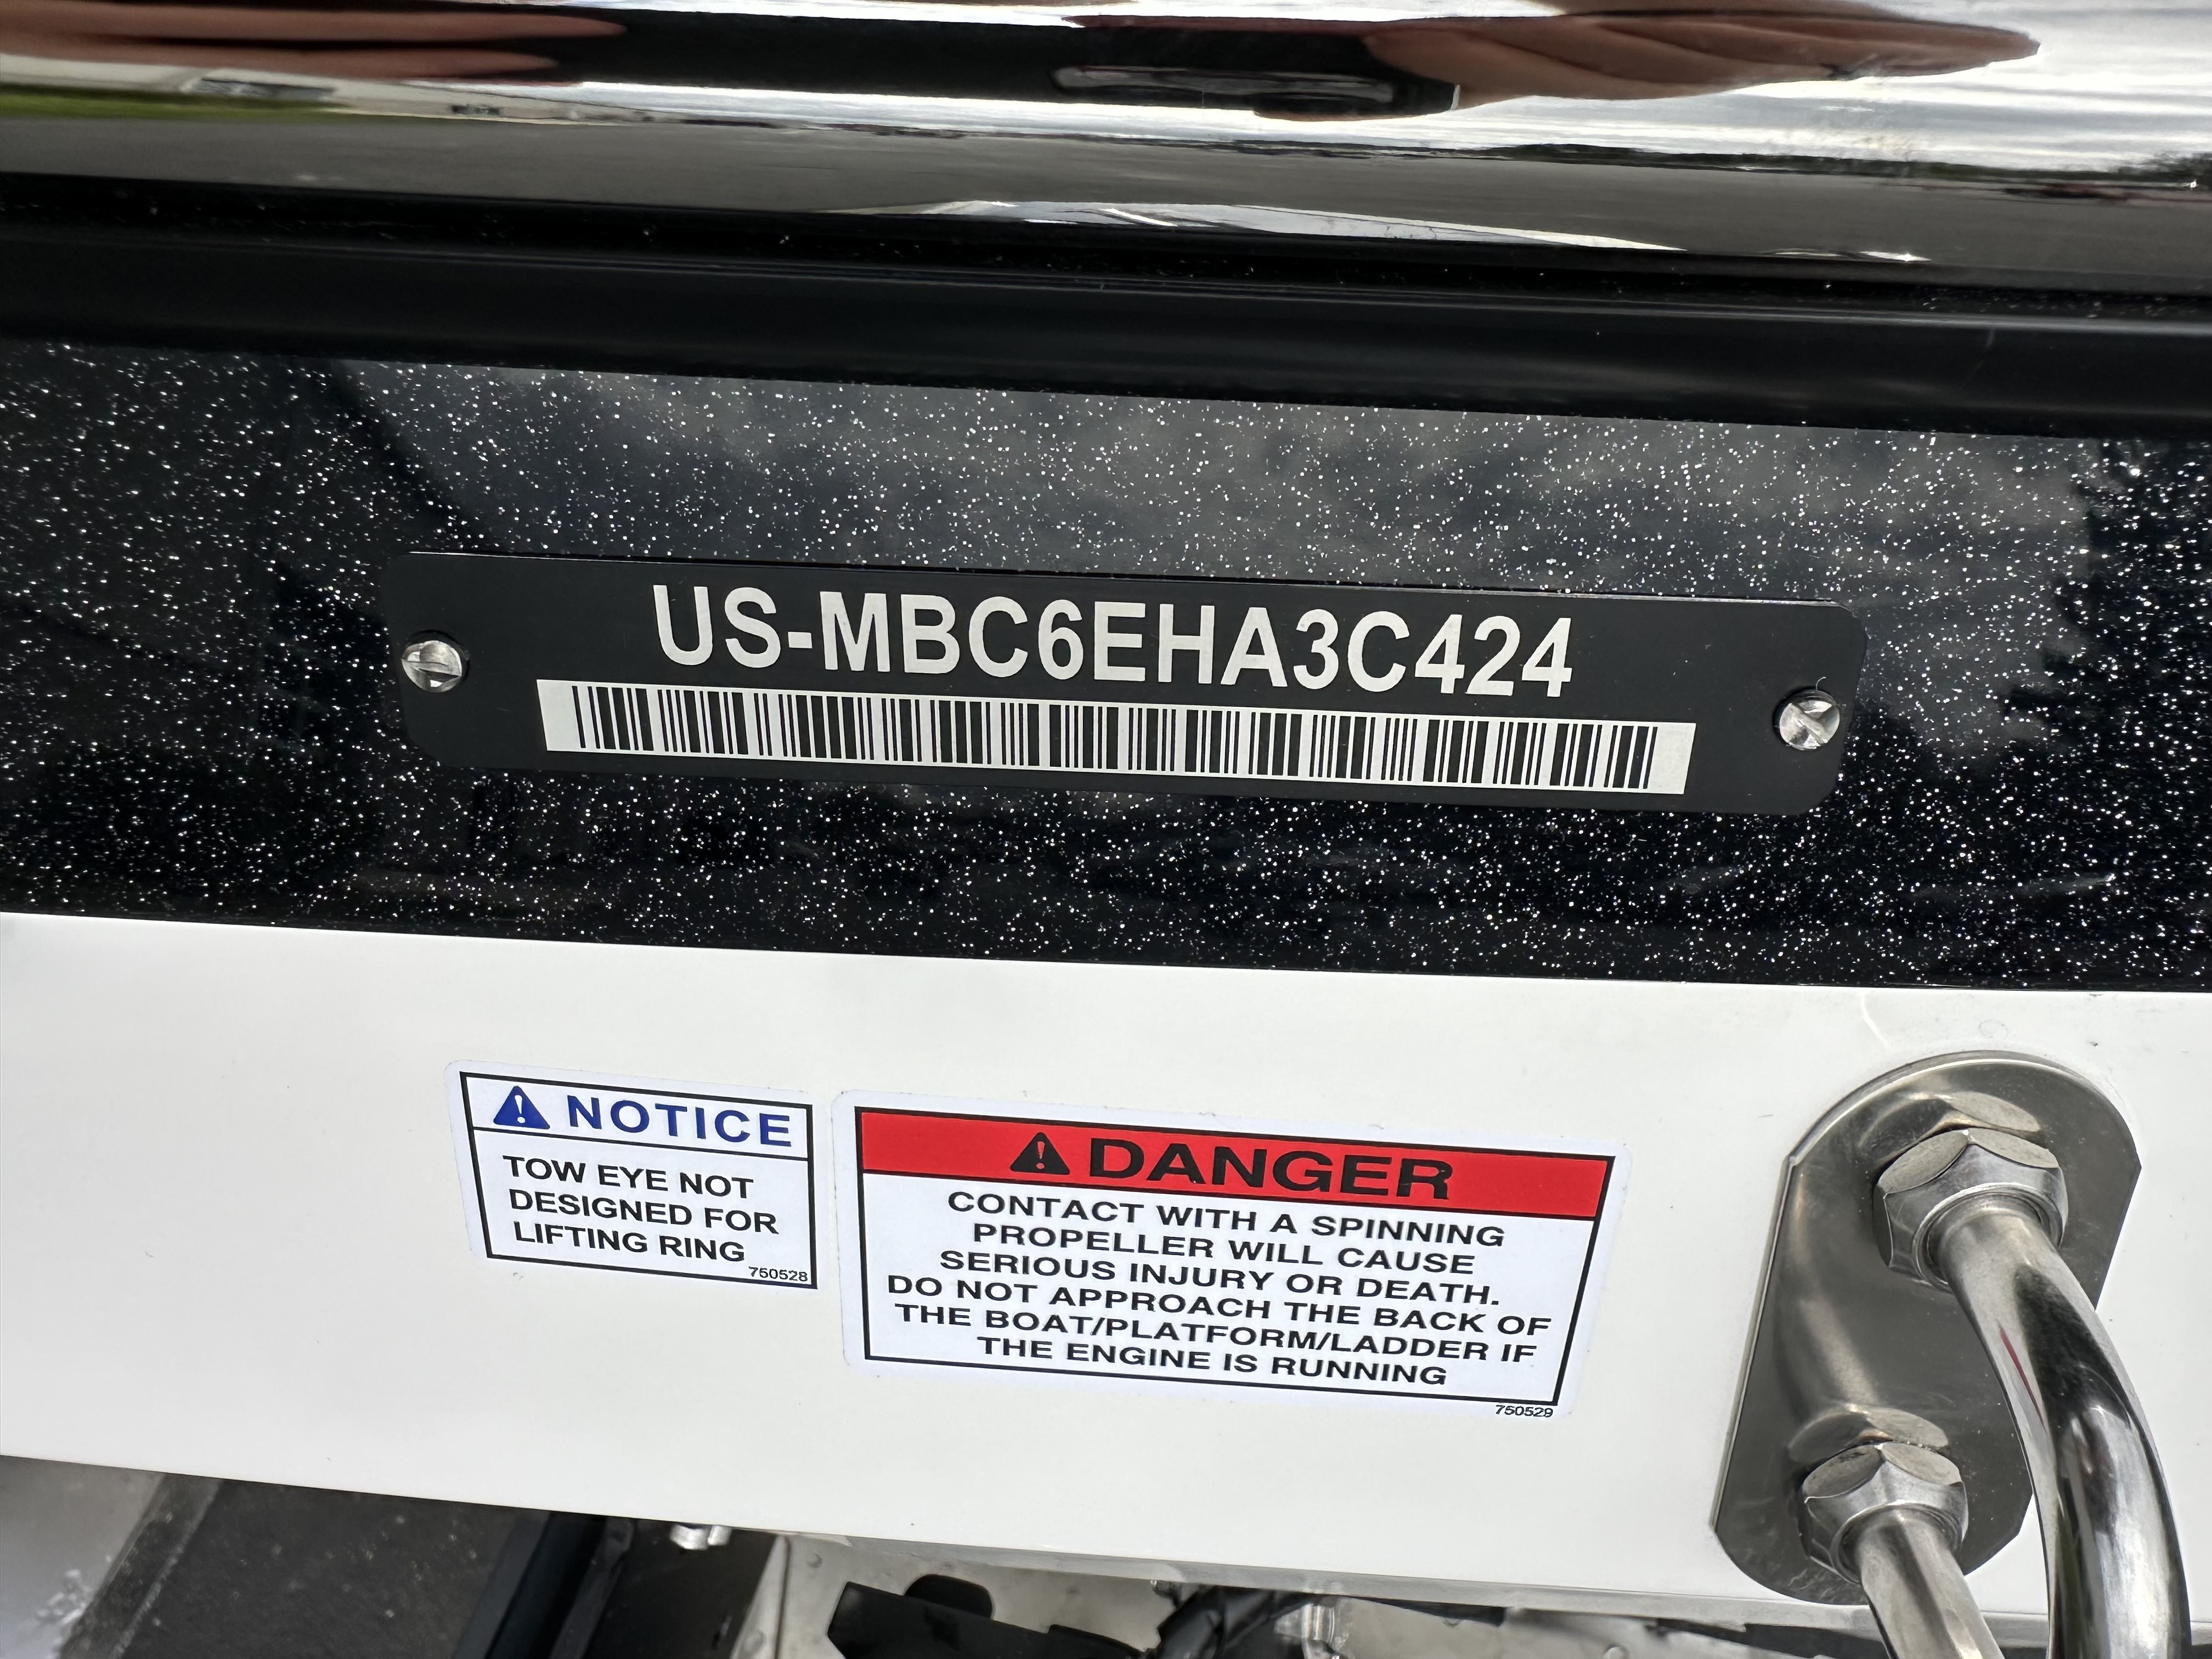 US-MBC6EHA3C424
NOTICE
TOW EYE NOT
DESIGNED FOR
LIFTING RING
750528
DANGER
CONTACT WITH A SPINNING
PROPELLER WILL CAUSE
SERIOUS INJURY OR DEATH.
DO NOT APPROACH THE BACK OF
THE BOAT/PLATFORM/LADDER IF
THE ENGINE IS RUNNING
750529